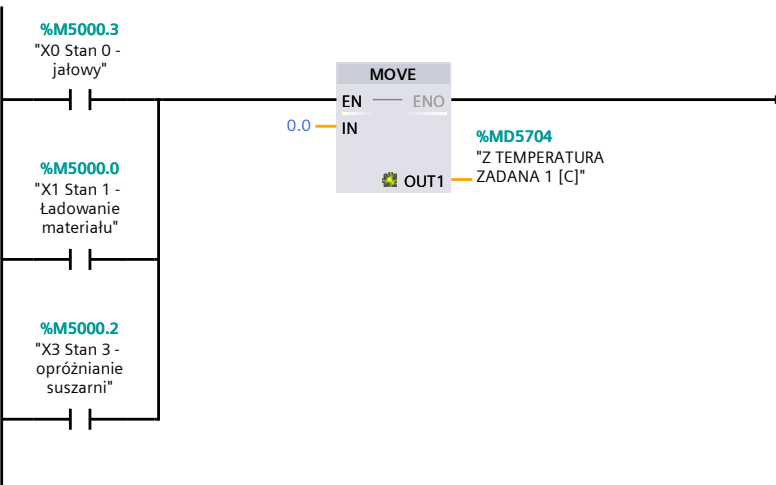 %M5000.3
"X0 Stan 0 -
jałowy"
MOVE
EN
ENO
0.0
IN
%MD5704
"Z TEMPERATURA
ZADANA 1 [C]"
OUT1
%M5000.0
"X1 Stan 1 -
Ładowanie
materiału"
%M5000.2
"X3 Stan 3 -
opróżnianie
suszarni"